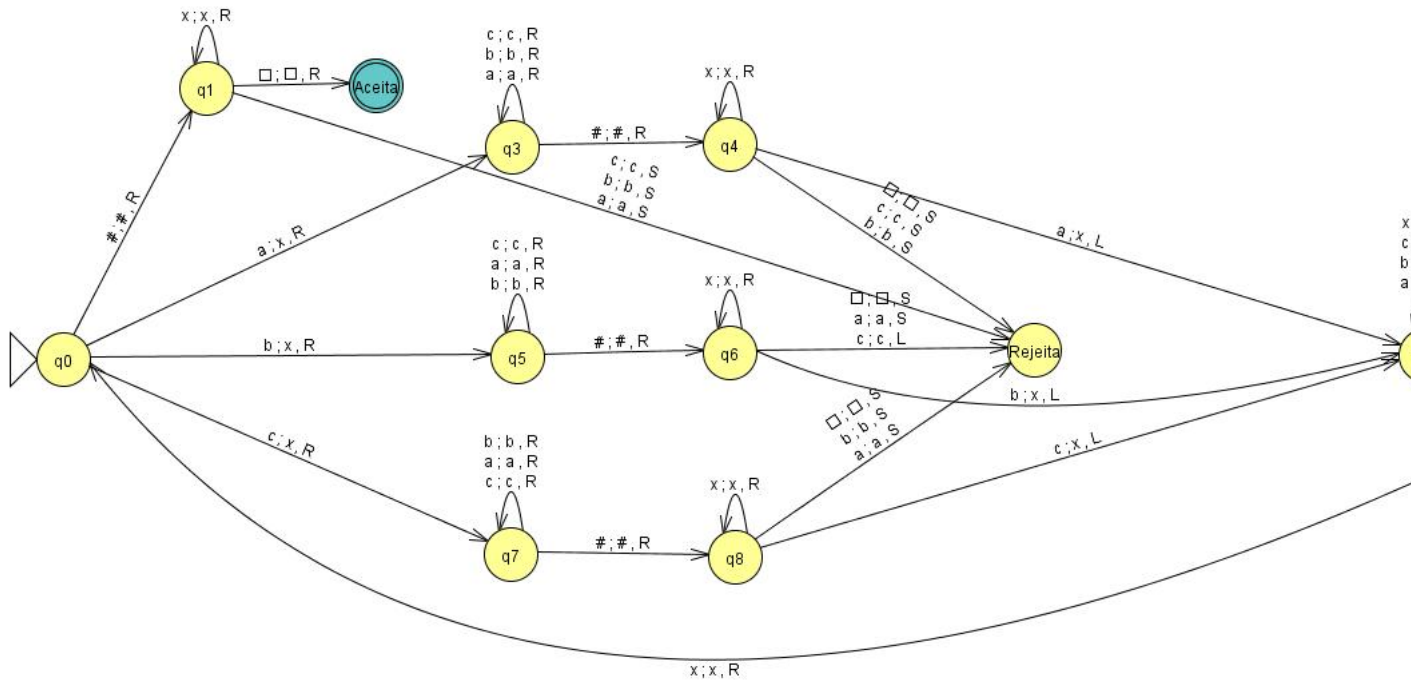 x ; x , R
q1
□ ; □ , R
Aceita
c ; c , R
b ; b , R
a ; a , R
q3
# ; # , R
x ; x , R
q4
# ; # , R
a ; x , R
c ; c , S
b ; b , S
a ; a , S
□ ; □ , S
c ; c , S
b ; b , S
a ; x , L
x
c
b
a
c ; c , R
a ; a , R
b ; b , R
x ; x , R
□ ; □ , S
a ; a , S
c ; c , L
q0
b ; x , R
q5
# ; # , R
q6
Rejeita
b ; x , L
c ; x , R
b ; b , R
a ; a , R
c ; c , R
q7
# ; # , R
x ; x , R
q8
□ ; □ , S
b ; b , S
a ; a , S
c ; x , L
x ; x , R